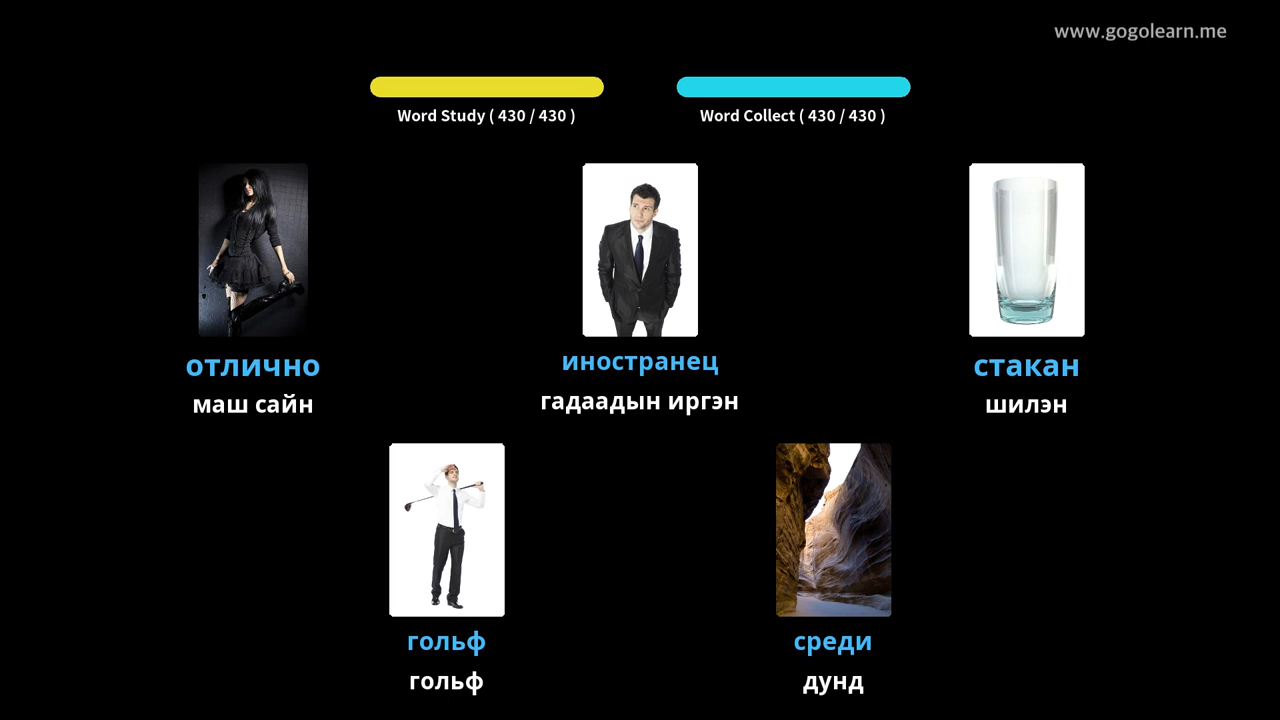 www.gogolearn.me
Word Study ( 430 / 430 )
Word Collect ( 430 / 430 )
отлично
маш сайн
иностранец
гадаадын иргэн
стакан
шилэн
гольф
гольф
среди
дунд